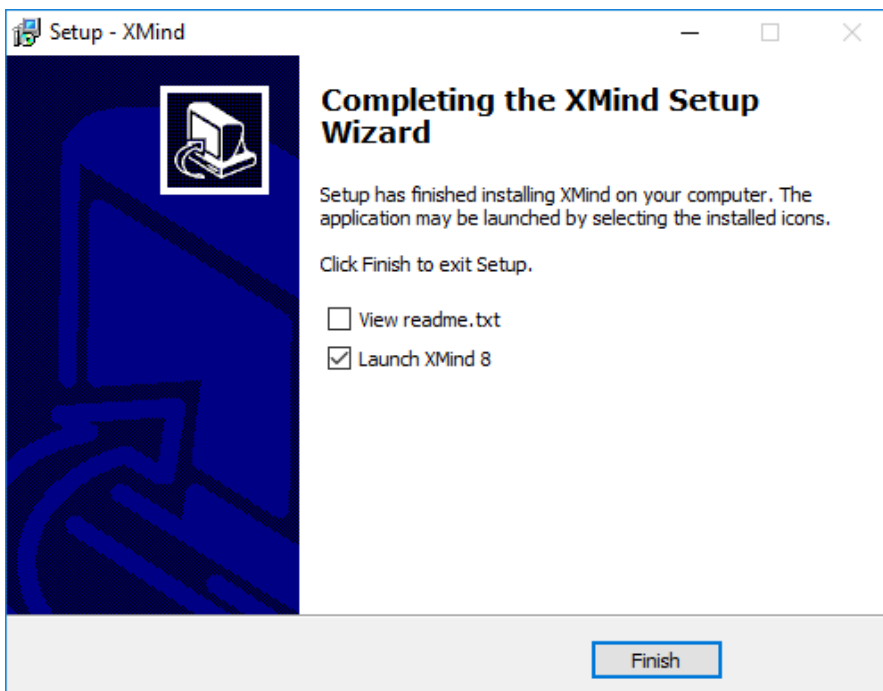 Setup - XMind
Completing the XMind Setup
Wizard
Setup has finished installing XMind on your computer. The
application may be launched by selecting the installed icons.
Click Finish to exit Setup.
View readme.txt
Launch XMind 8
Finish